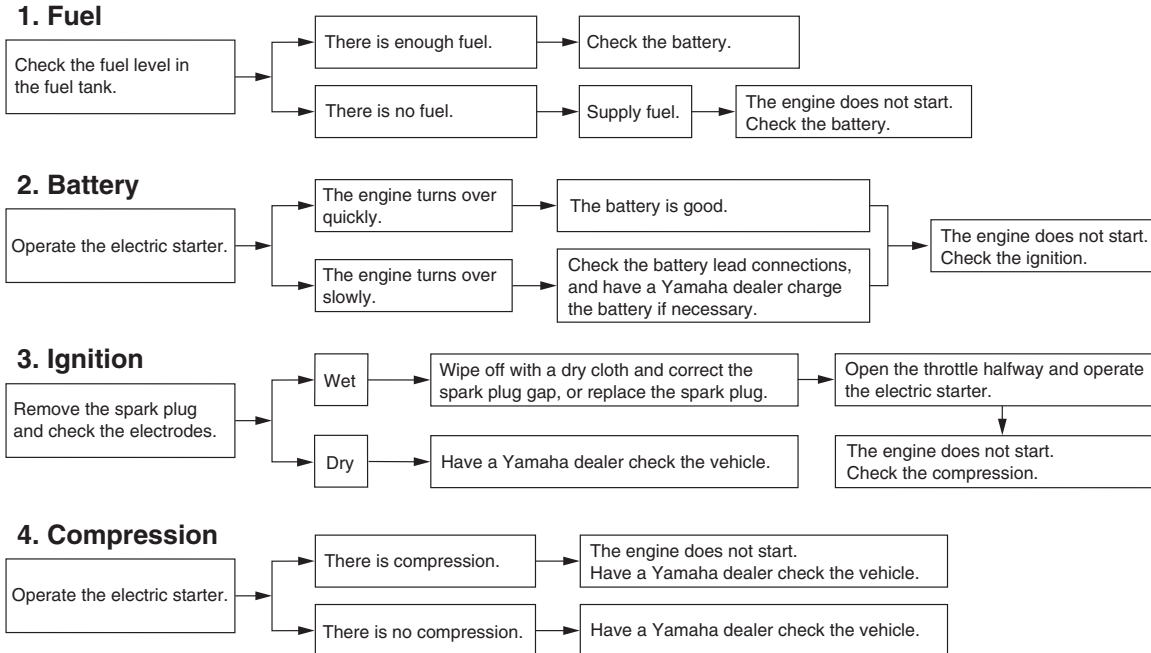 1. Fuel
Check the fuel level in
the fuel tank.
There is enough fuel.
Check the battery.
There is no fuel.
Supply fuel.
The engine does not start.
Check the battery.
2. Battery
Operate the electric starter.
The engine turns over
quickly.
The battery is good.
The engine turns over
slowly.
Check the battery lead connections,
and have a Yamaha dealer charge
the battery if necessary.
The engine does not start.
Check the ignition.
3. Ignition
Remove the spark plug
and check the electrodes.
Wet
Wipe off with a dry cloth and correct the
spark plug gap, or replace the spark plug.
Open the throttle halfway and operate
the electric starter.
Dry
Have a Yamaha dealer check the vehicle.
The engine does not start.
Check the compression.
4. Compression
Operate the electric starter.
There is compression.
The engine does not start.
Have a Yamaha dealer check the vehicle.
There is no compression.
Have a Yamaha dealer check the vehicle.